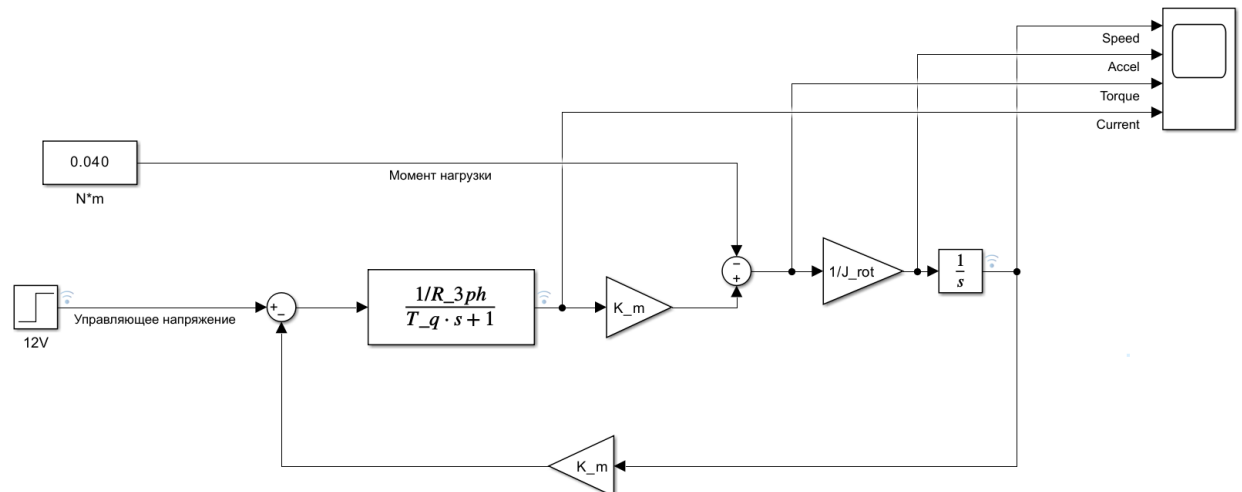 Speed
Accel
Torque
Current
0.040
N*m
Момент нагрузки
12V
Управляющее напряжение
+
−
1/R_3ph
T_q · s + 1
K_m
−
+
1/J_rot
1
s
K_m